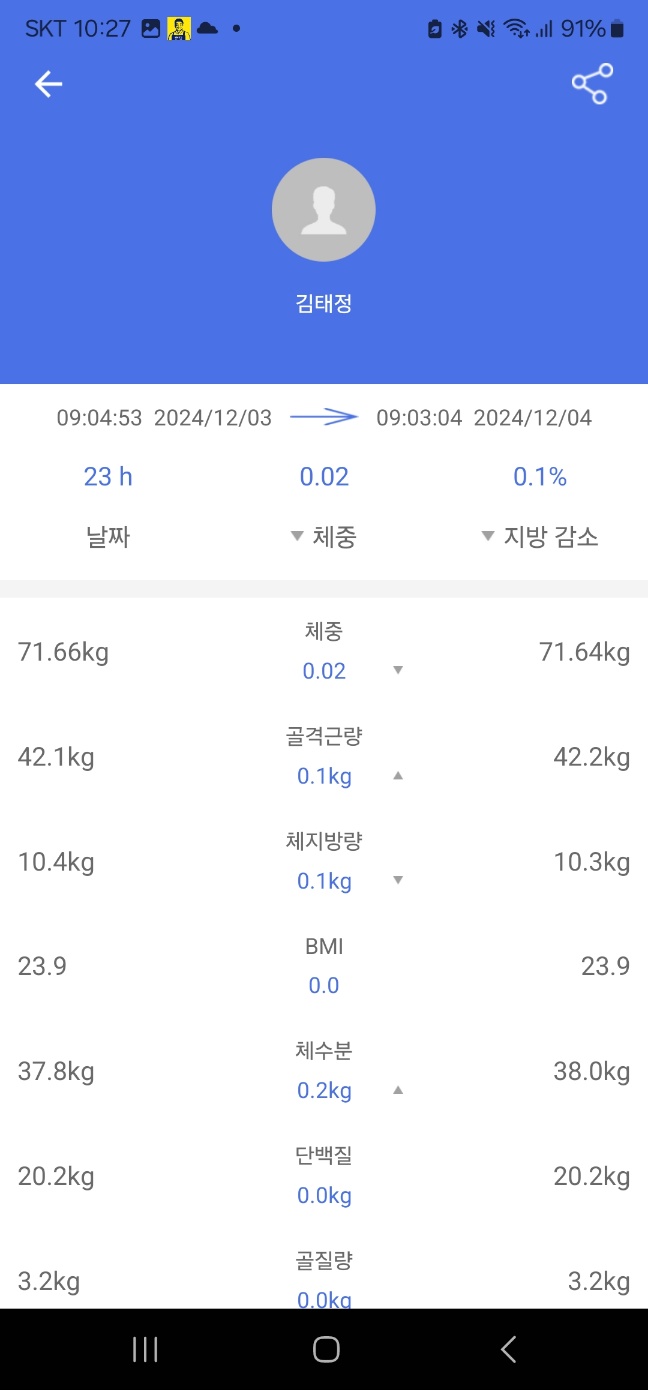 SKT 10:27 91%
김태정
09:04:53 2024/12/03 09:03:04 2024/12/04
23 h 0.02 0.1%
날짜 ▼ 체중 ▼ 지방 감소
체중
71.66kg 0.02 ▼ 71.64kg
골격근량
42.1kg 0.1kg ▲ 42.2kg
체지방량
10.4kg 0.1kg ▼ 10.3kg
BMI
23.9 0.0 23.9
체수분
37.8kg 0.2kg ▲ 38.0kg
단백질
20.2kg 0.0kg 20.2kg
골질량
3.2kg 0.0kg 3.2kg